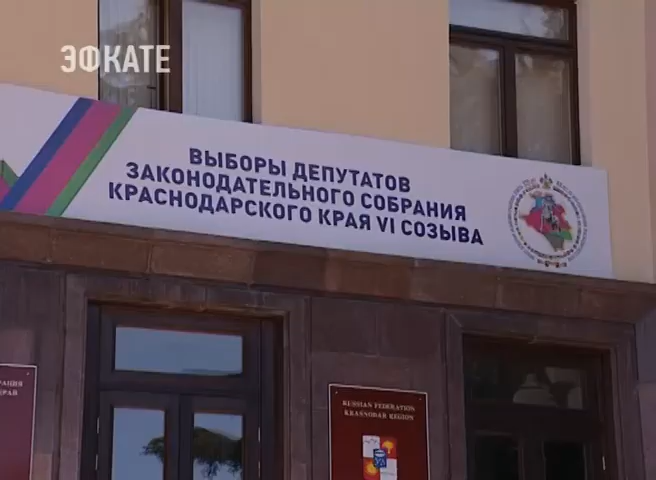 ЭФКАТЕ
ВЫБОРЫ ДЕПУТАТОВ
ЗАКОНОДАТЕЛЬНОГО СОБРАНИЯ
КРАСНОДАРСКОГО КРАЯ VI СОЗЫВА
RUSSIAN FEDERATION
KRASNODAR REGION